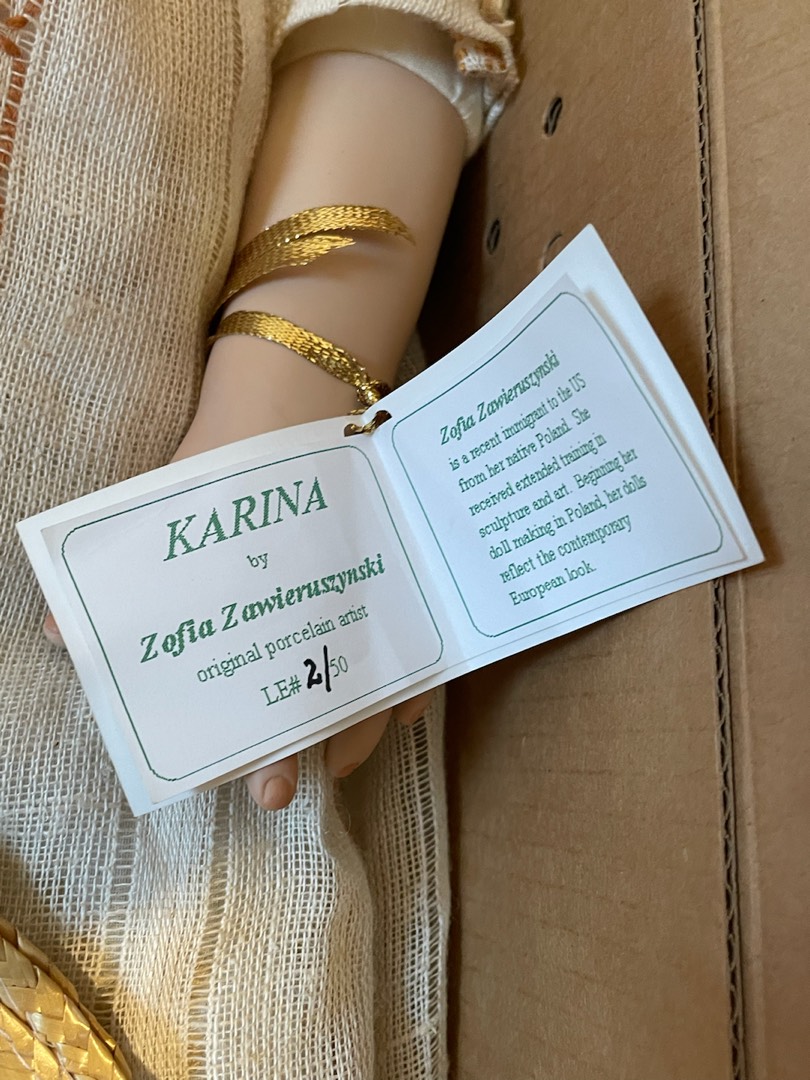 KARINA
by
Zofia Zawieruszynski
original porcelain artist
LE# 2/50
Zofia Zawieruszynski
is a recent immigrant to the US
from her native Poland. She
received extended training in
sculpture and art. Beginning her
doll making in Poland, her dolls
reflect the contemporary
European look.